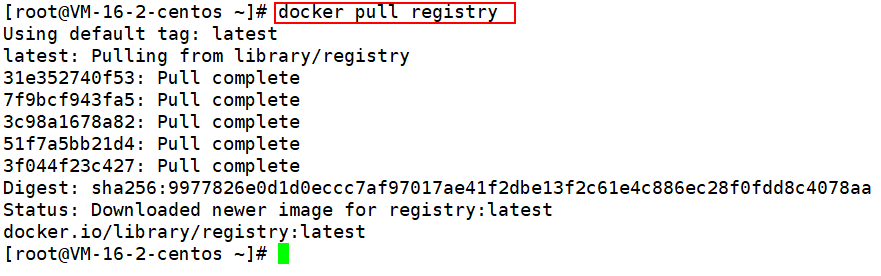 [root@VM-16-2-centos ~]# docker pull registry
Using default tag: latest
latest: Pulling from library/registry
31e352740f53: Pull complete
7f9bcf943fa5: Pull complete
3c98a1678a82: Pull complete
51f7a5bb21d4: Pull complete
3f044f23c427: Pull complete
Digest: sha256:9977826e0d1d0eccc7af97017ae41f2dbe13f2c61e4c886ec28f0fdd8c4078aa
Status: Downloaded newer image for registry:latest
docker.io/library/registry:latest
[root@VM-16-2-centos ~]#